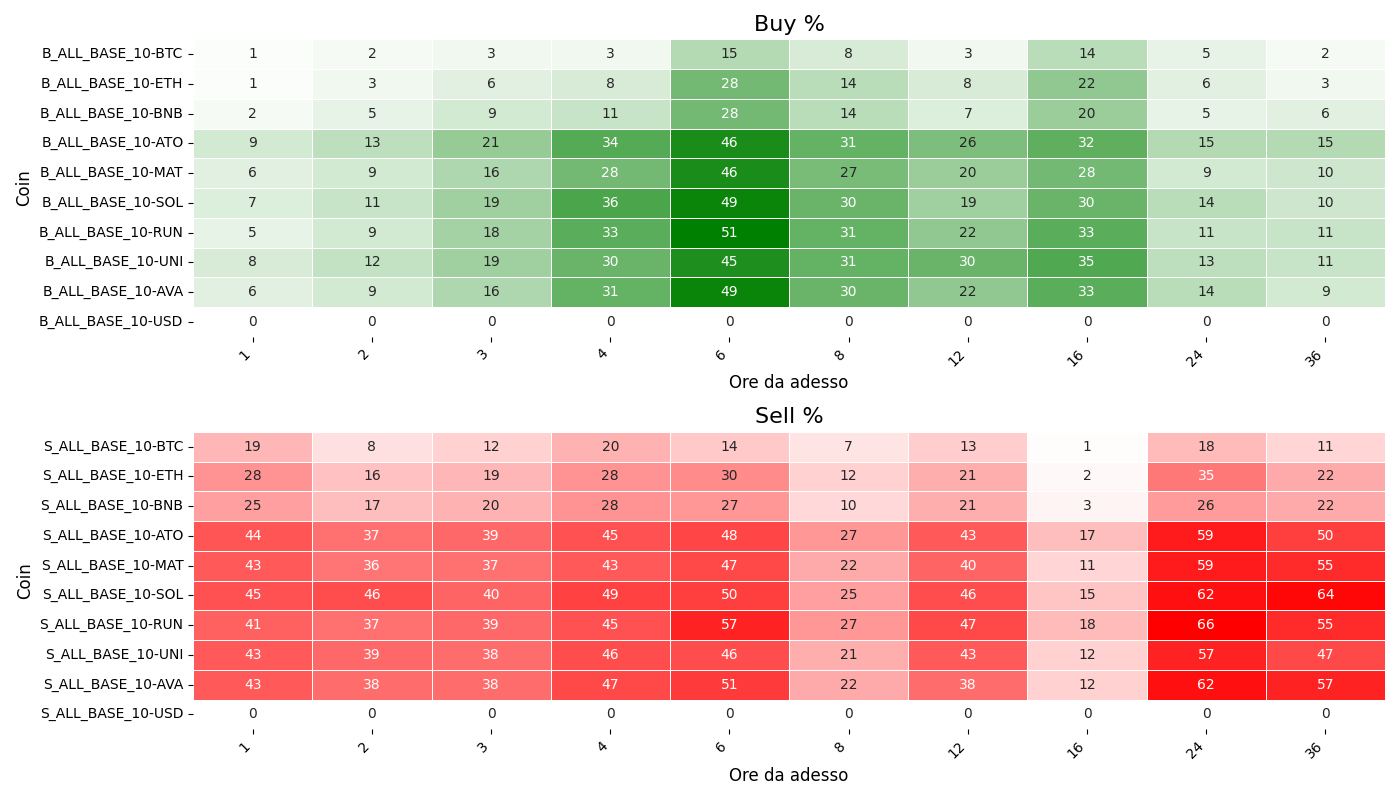 Buy %
Coin
B_ALL_BASE_10-BTC 1 2 3 3 15 8 3 14 5 2
B_ALL_BASE_10-ETH 1 3 6 8 28 14 8 22 6 3
B_ALL_BASE_10-BNB 2 5 9 11 28 14 7 20 5 6
B_ALL_BASE_10-ATO 9 13 21 34 46 31 26 32 15 15
B_ALL_BASE_10-MAT 6 9 16 28 46 27 20 28 9 10
B_ALL_BASE_10-SOL 7 11 19 36 49 30 19 30 14 10
B_ALL_BASE_10-RUN 5 9 18 33 51 31 22 33 11 11
B_ALL_BASE_10-UNI 8 12 19 30 45 31 30 35 13 11
B_ALL_BASE_10-AVA 6 9 16 31 49 30 22 33 14 9
B_ALL_BASE_10-USD 0 0 0 0 0 0 0 0 0 0
1 2 3 4 6 8 12 16 24 36
Ore da adesso
Sell %
Coin
S_ALL_BASE_10-BTC 19 8 12 20 14 7 13 1 18 11
S_ALL_BASE_10-ETH 28 16 19 28 30 12 21 2 35 22
S_ALL_BASE_10-BNB 25 17 20 28 27 10 21 3 26 22
S_ALL_BASE_10-ATO 44 37 39 45 48 27 43 17 59 50
S_ALL_BASE_10-MAT 43 36 37 43 47 22 40 11 59 55
S_ALL_BASE_10-SOL 45 46 40 49 50 25 46 15 62 64
S_ALL_BASE_10-RUN 41 37 39 45 57 27 47 18 66 55
S_ALL_BASE_10-UNI 43 39 38 46 46 21 43 12 57 47
S_ALL_BASE_10-AVA 43 38 38 47 51 22 38 12 62 57
S_ALL_BASE_10-USD 0 0 0 0 0 0 0 0 0 0
1 2 3 4 6 8 12 16 24 36
Ore da adesso